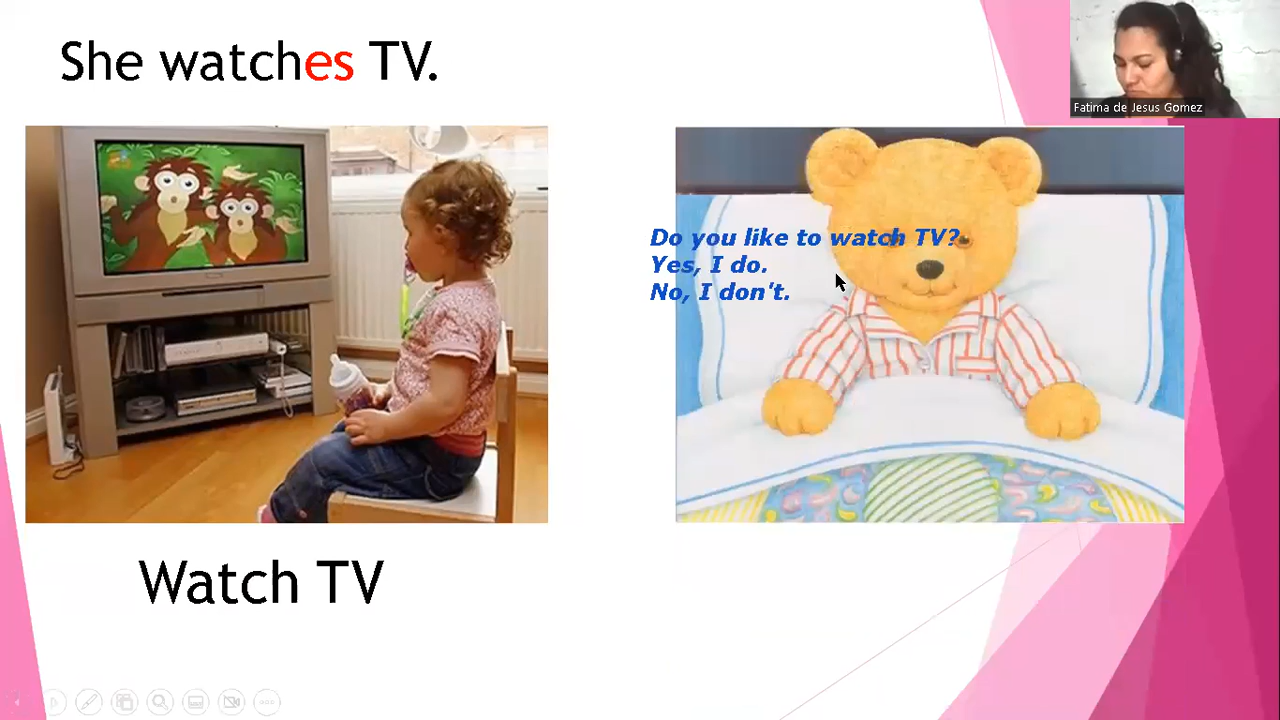 She watches TV.
Fatima de Jesus Gomez
Do you like to watch TV?
Yes, I do.
No, I don't.
Watch TV